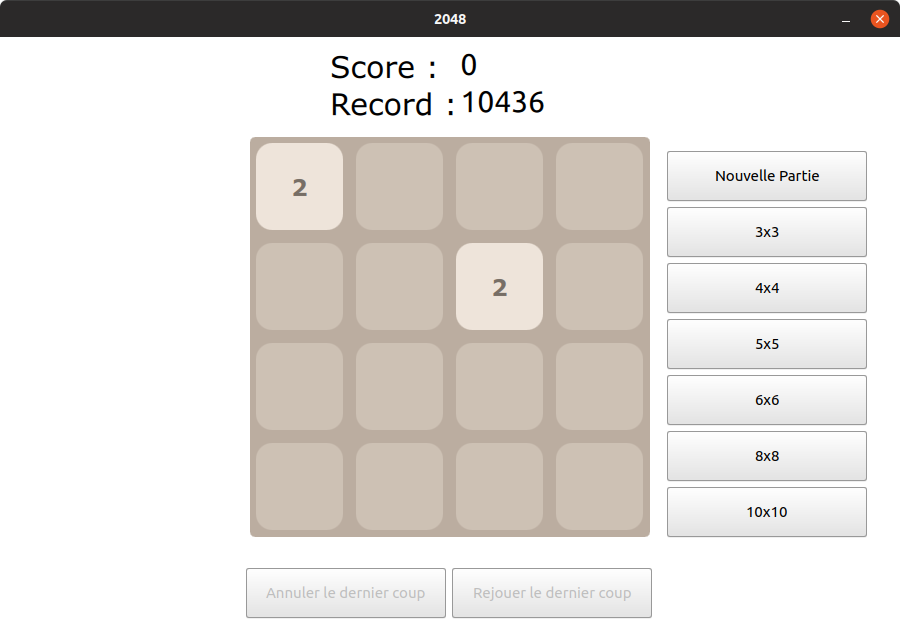 2048
Score : 0
Record : 10436
2
2
Nouvelle Partie
3x3
4x4
5x5
6x6
8x8
10x10
Annuler le dernier coup
Rejouer le dernier coup